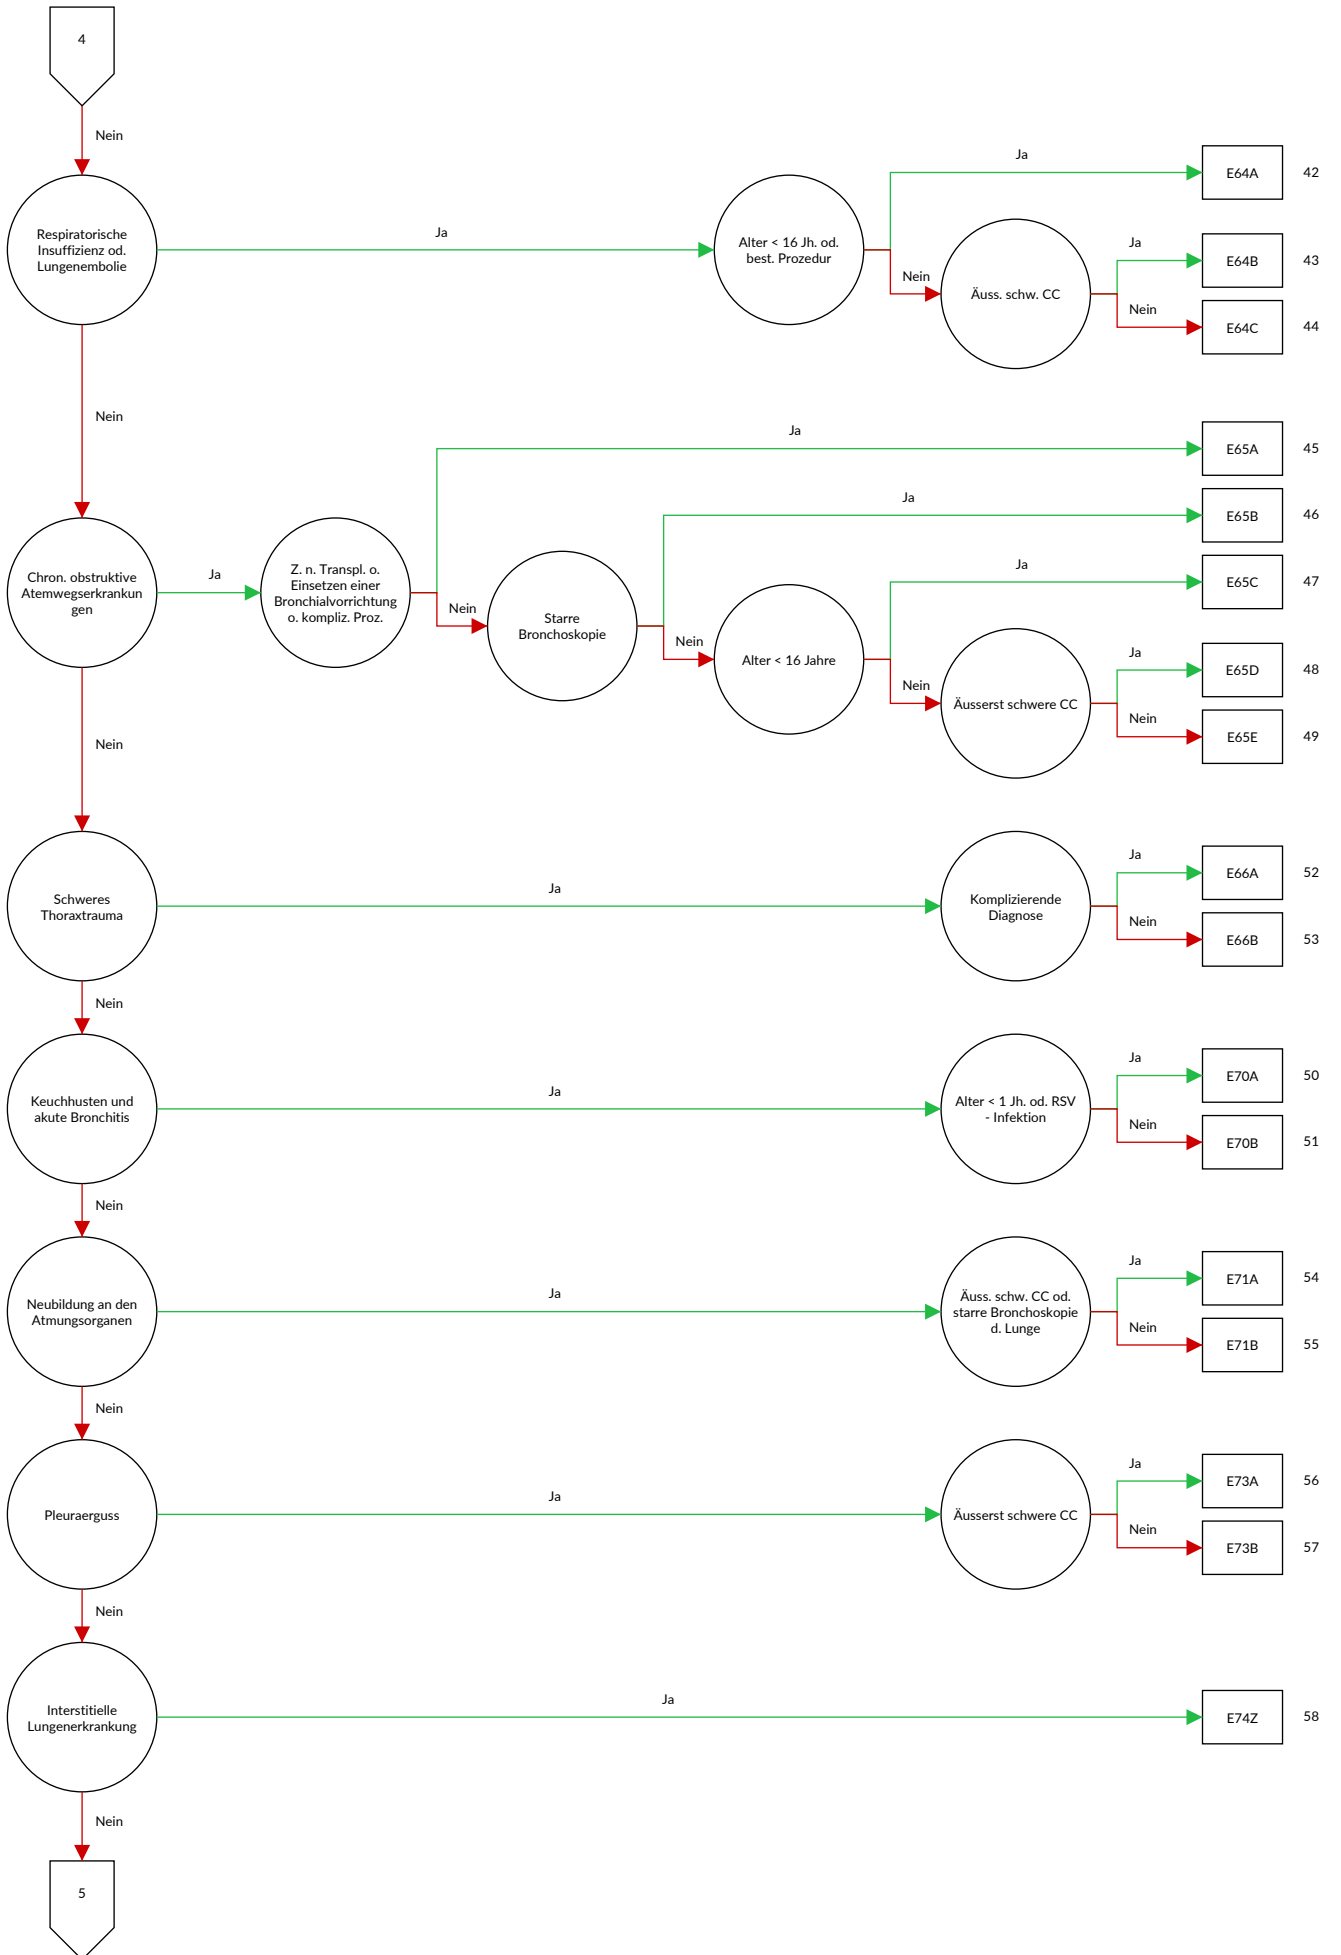 4
Nein
Respiratorische
Insuffizienz od.
Lungenembolie
Ja
Alter < 16 Jh. od.
best. Prozedur
Ja
E64A
42
Nein
Äuss. schw. CC
Ja
E64B
43
Nein
E64C
44
Nein
Chron. obstruktive
Atemwegserkrankun
gen
Ja
Z. n. Transpl. o.
Einsetzen einer
Bronchialvorrichtung
o. kompliz. Proz.
Ja
E65A
45
Nein
Starre
Bronchoskopie
Ja
E65B
46
Nein
Alter < 16 Jahre
Ja
E65C
47
Nein
Äusserst schwere CC
Ja
E65D
48
Nein
E65E
49
Nein
Schweres
Thoraxtrauma
Ja
Komplizierende
Diagnose
Ja
E66A
52
Nein
E66B
53
Nein
Keuchhusten und
akute Bronchitis
Ja
Alter < 1 Jh. od. RSV
- Infektion
Ja
E70A
50
Nein
E70B
51
Nein
Neubildung an den
Atmungsorganen
Ja
Äuss. schw. CC od.
starre Bronchoskopie
d. Lunge
Ja
E71A
54
Nein
E71B
55
Nein
Pleuraerguss
Ja
Äusserst schwere CC
Ja
E73A
56
Nein
E73B
57
Nein
Interstitielle
Lungenerkrankung
Ja
E74Z
58
Nein
5